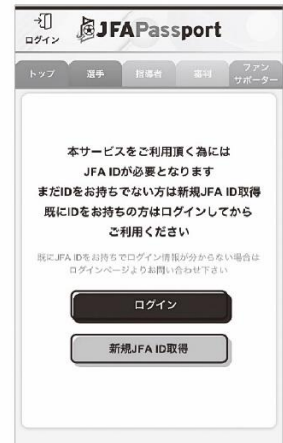 ログイン
JFAPassport
トップ
選手
指導者
審判
ファン
サポーター
本サービスをご利用頂く為には
JFA IDが必要となります
まだIDをお持ちでない方は新規JFA ID取得
既にIDをお持ちの方はログインしてから
ご利用ください
既にJFA IDをお持ちでログイン情報が分からない場合は
ログインページよりお問い合わせ下さい
ログイン
新規JFA ID取得